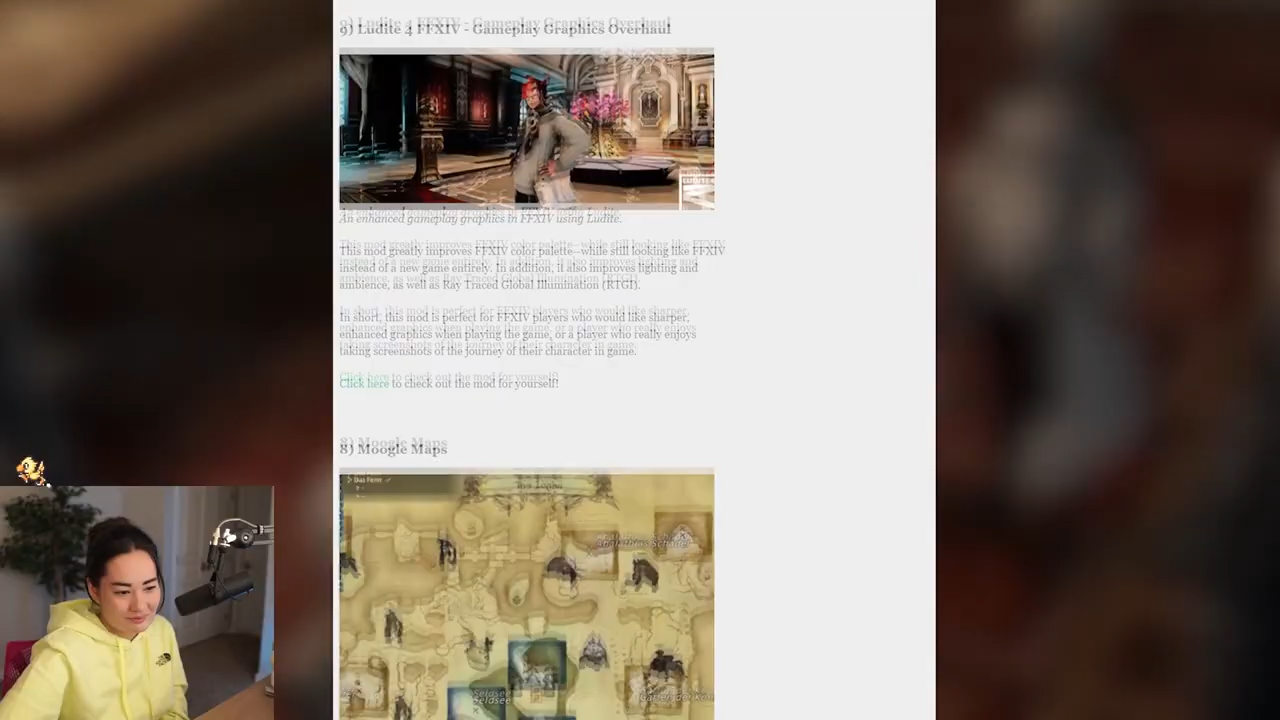 9) Ludite 4 FFXIV - Gameplay Graphics Overhaul
An enhanced gameplay graphics in FFXIV using Ludite.
This mod greatly improves FFXIV color palette–while still looking like FFXIV
instead of a new game entirely. In addition, it also improves lighting and
ambience, as well as Ray Traced Global Illumination (RTGI).
In short, this mod is perfect for FFXIV players who would like sharper,
enhanced graphics when playing the game, or a player who really enjoys
taking screenshots of the journey of their character in game.
Click here to check out the mod for yourself!
8) Moogle Maps
Seldsee